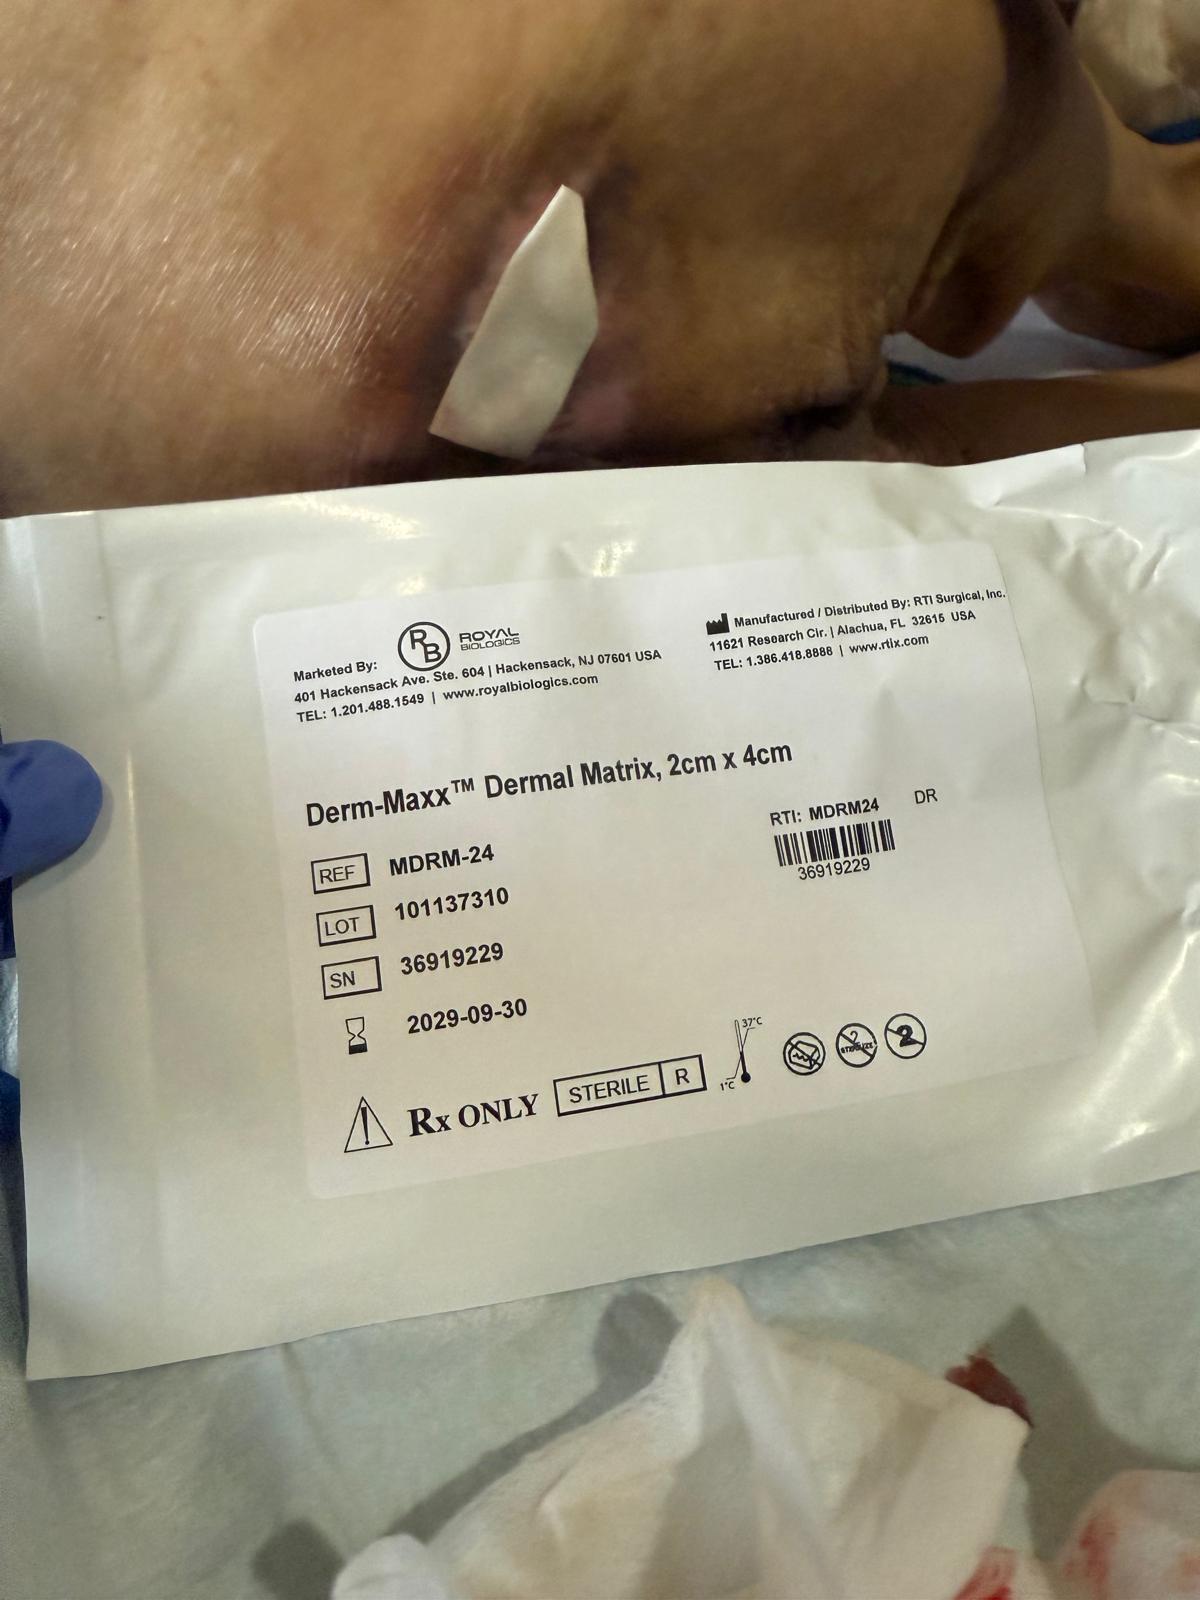 Marketed By:
RB ROYAL
BIOLOGICS
401 Hackensack Ave. Ste. 604 | Hackensack, NJ 07601 USA
TEL: 1.201.488.1549 | www.royalbiologics.com
Manufactured / Distributed By: RTI Surgical, Inc.
11621 Research Cir. | Alachua, FL 32615 USA
TEL: 1.386.418.8888 | www.rtix.com
Derm-Maxx™ Dermal Matrix, 2cm x 4cm
RTI: MDRM24 DR
36919229
REF MDRM-24
LOT 101137310
SN 36919229
2029-09-30
Rx ONLY
STERILE R
37°C
1°C
2
STERILIZE
2